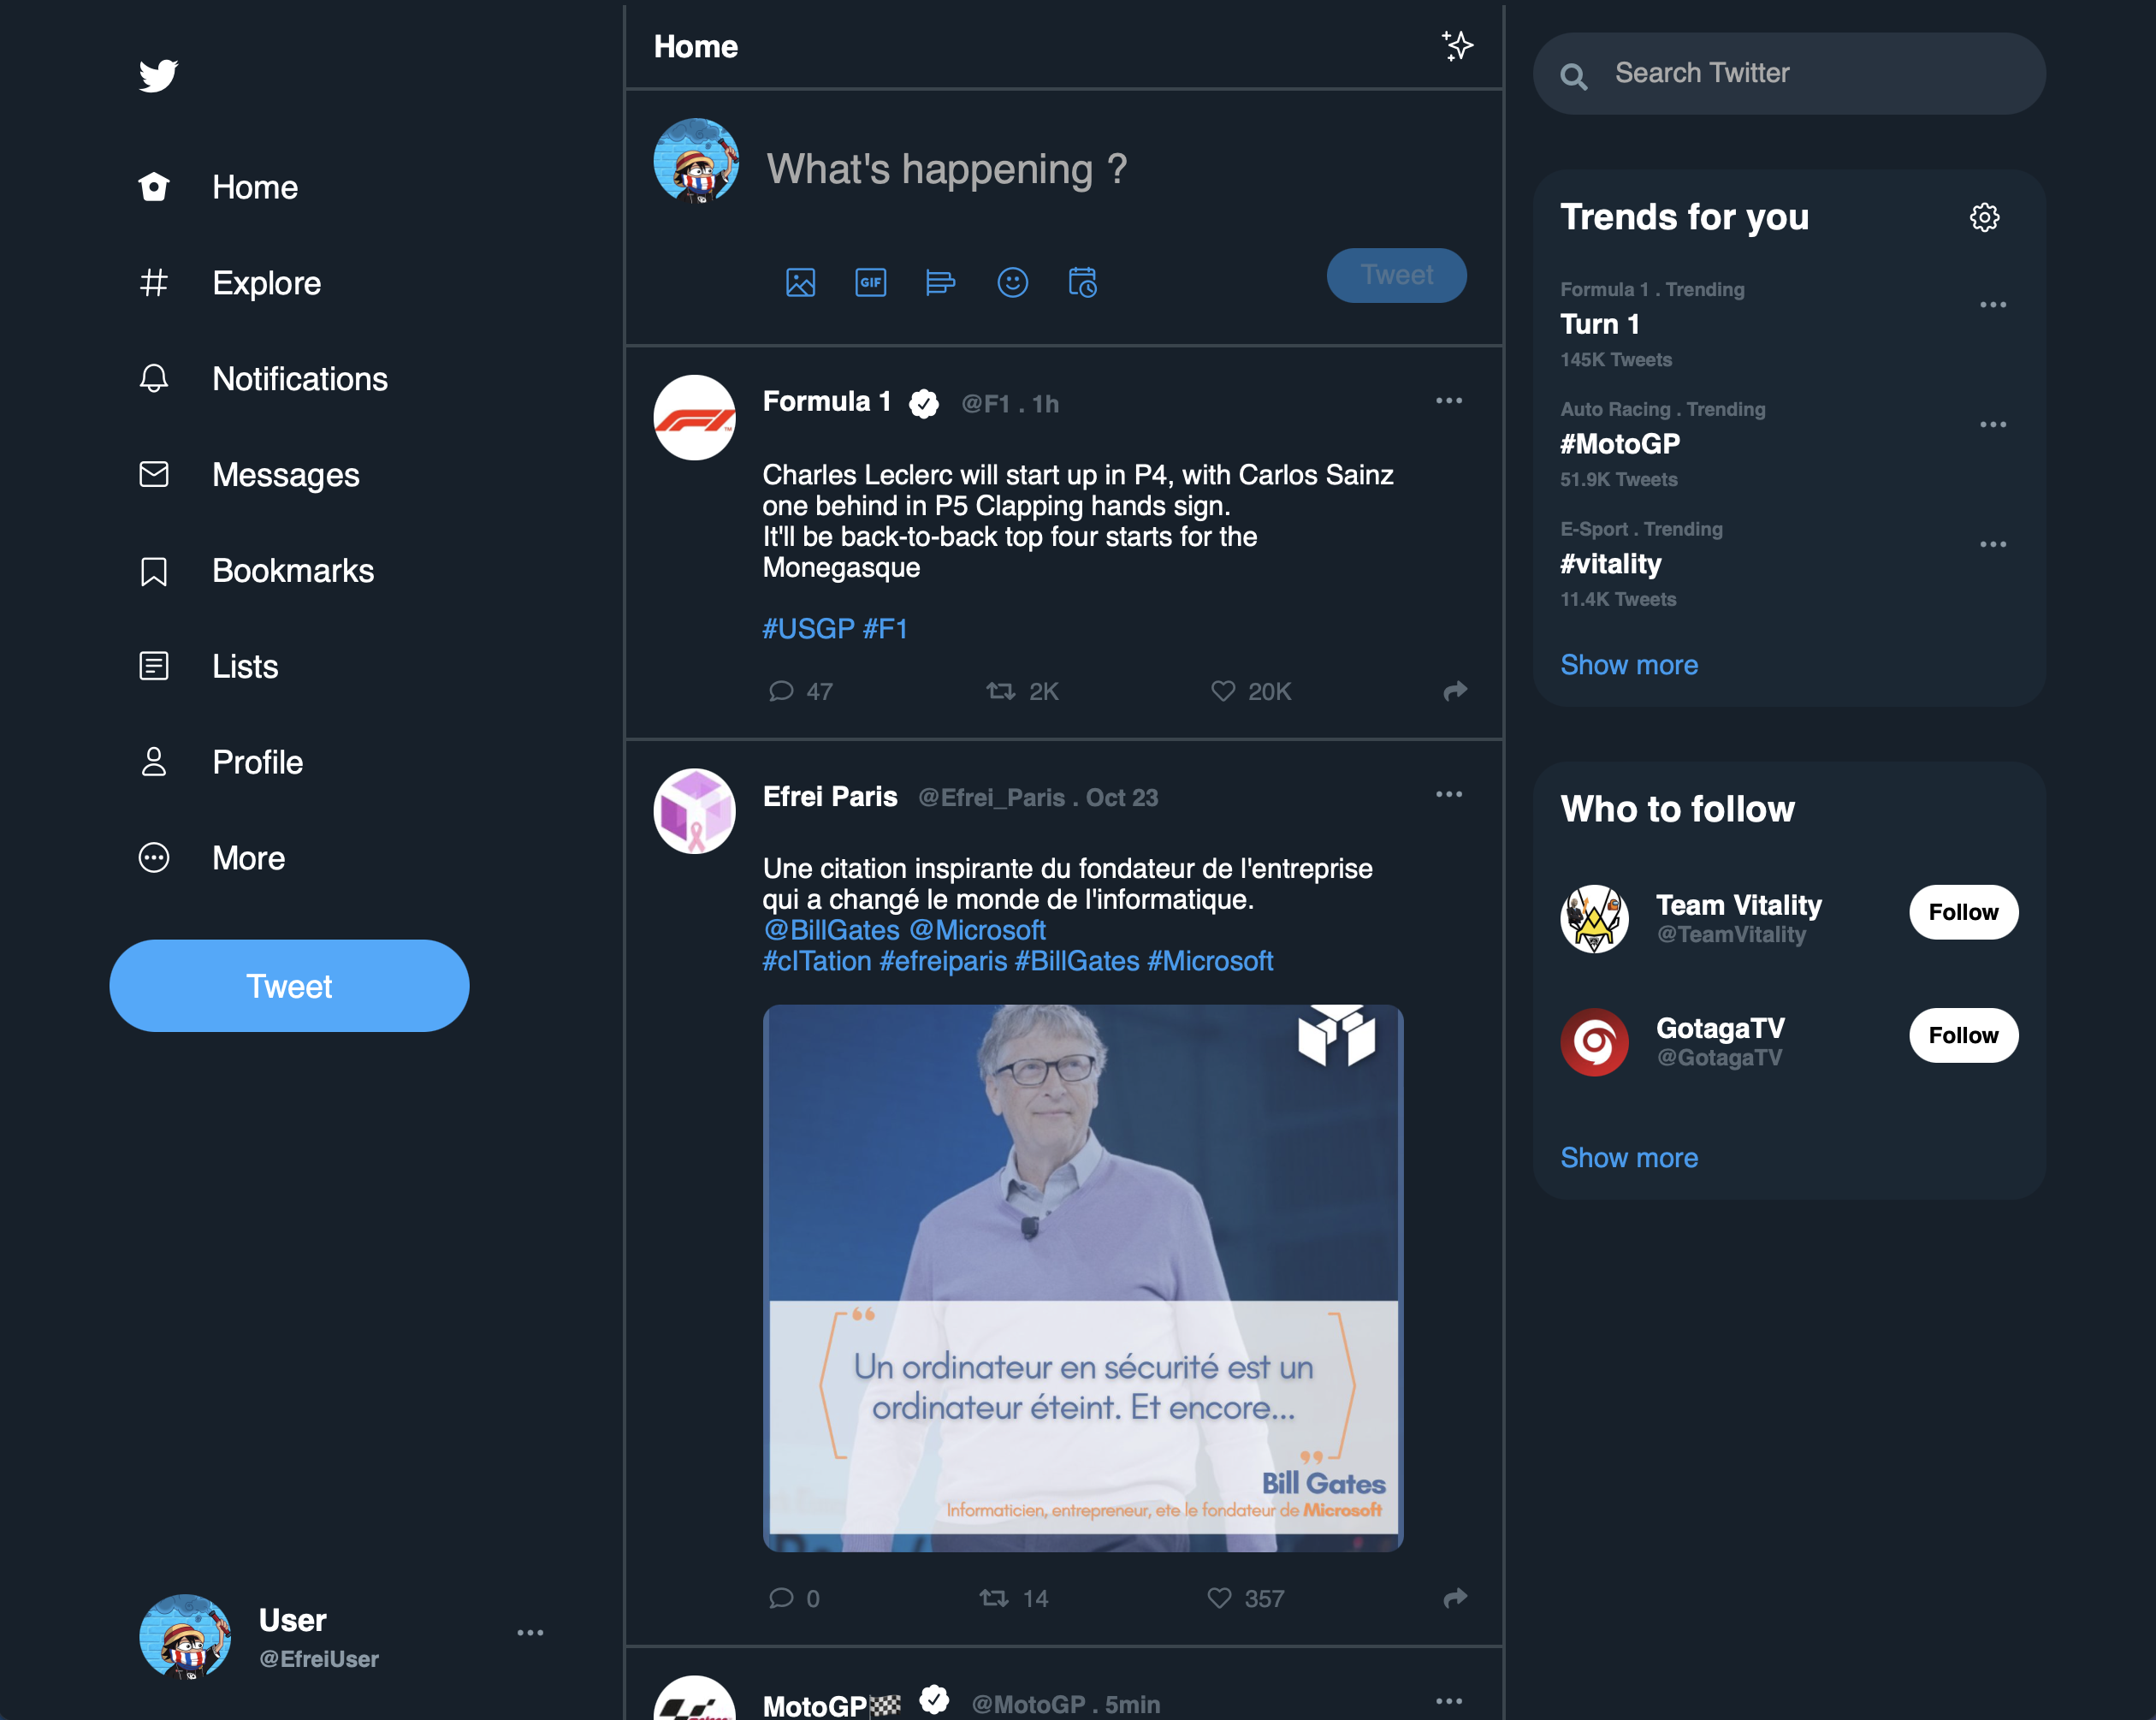 Home
Explore
Notifications
Messages
Bookmarks
Lists
Profile
More
Tweet
User
@EfreiUser
Home
What's happening ?
GIF
Tweet
Formula 1 @F1 . 1h
Charles Leclerc will start up in P4, with Carlos Sainz
one behind in P5 Clapping hands sign.
It'll be back-to-back top four starts for the
Monegasque
#USGP #F1
47 2K 20K
Efrei Paris @Efrei_Paris . Oct 23
Une citation inspirante du fondateur de l'entreprise
qui a changé le monde de l'informatique.
@BillGates @Microsoft
#cITation #efreiparis #BillGates #Microsoft
Un ordinateur en sécurité est un
ordinateur éteint. Et encore...
Bill Gates
Informaticien, entrepreneur, ete le fondateur de Microsoft
0 14 357
MotoGP🏁 @MotoGP . 5min
Search Twitter
Trends for you
Formula 1 . Trending
Turn 1
145K Tweets
Auto Racing . Trending
#MotoGP
51.9K Tweets
E-Sport . Trending
#vitality
11.4K Tweets
Show more
Who to follow
Team Vitality
@TeamVitality
Follow
GotagaTV
@GotagaTV
Follow
Show more